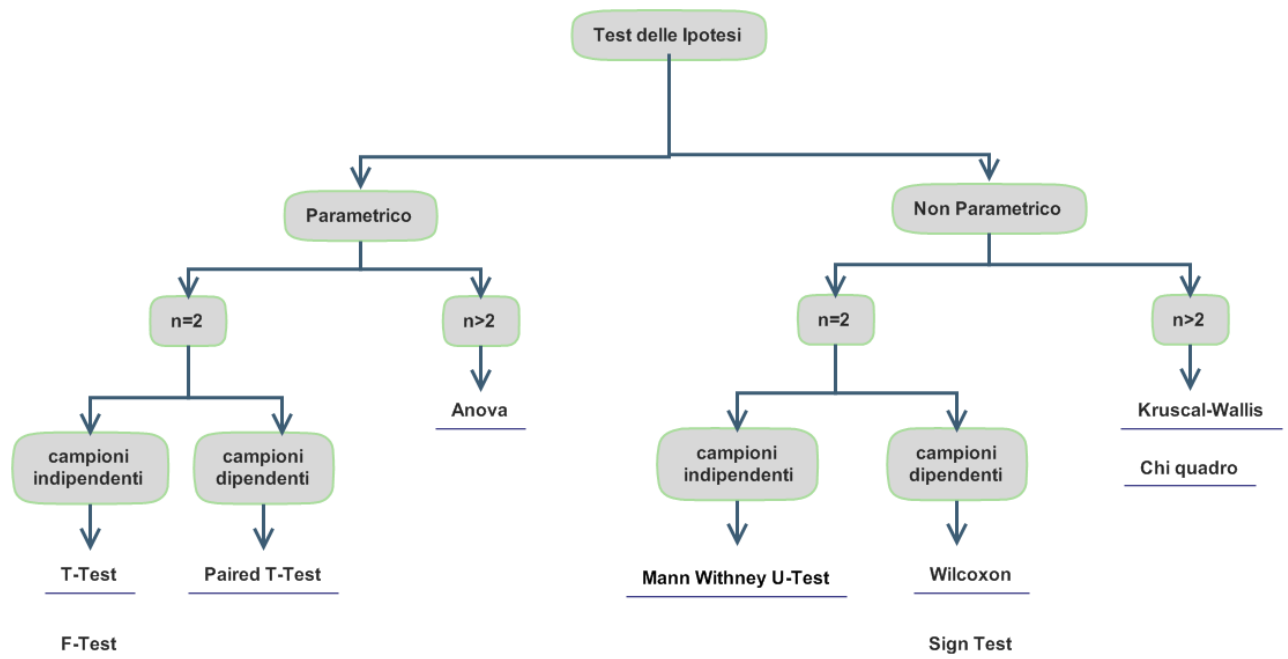 Test delle Ipotesi
Parametrico
Non Parametrico
n=2
n>2
n=2
n>2
Anova
Kruscal-Wallis
campioni
indipendenti
campioni
dipendenti
campioni
indipendenti
campioni
dipendenti
Chi quadro
T-Test
Paired T-Test
Mann Withney U-Test
Wilcoxon
F-Test
Sign Test